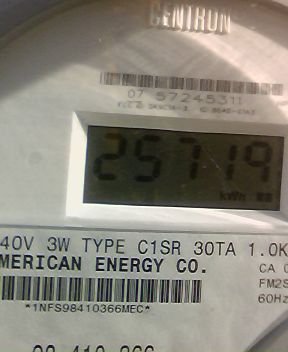 CENTRON
07 57245311
25719
kWh
40V 3W TYPE C1SR 30TA 1.0K
MERICAN ENERGY CO.
CA 0
FM2S
60Hz
*1NFS98410366MEC*